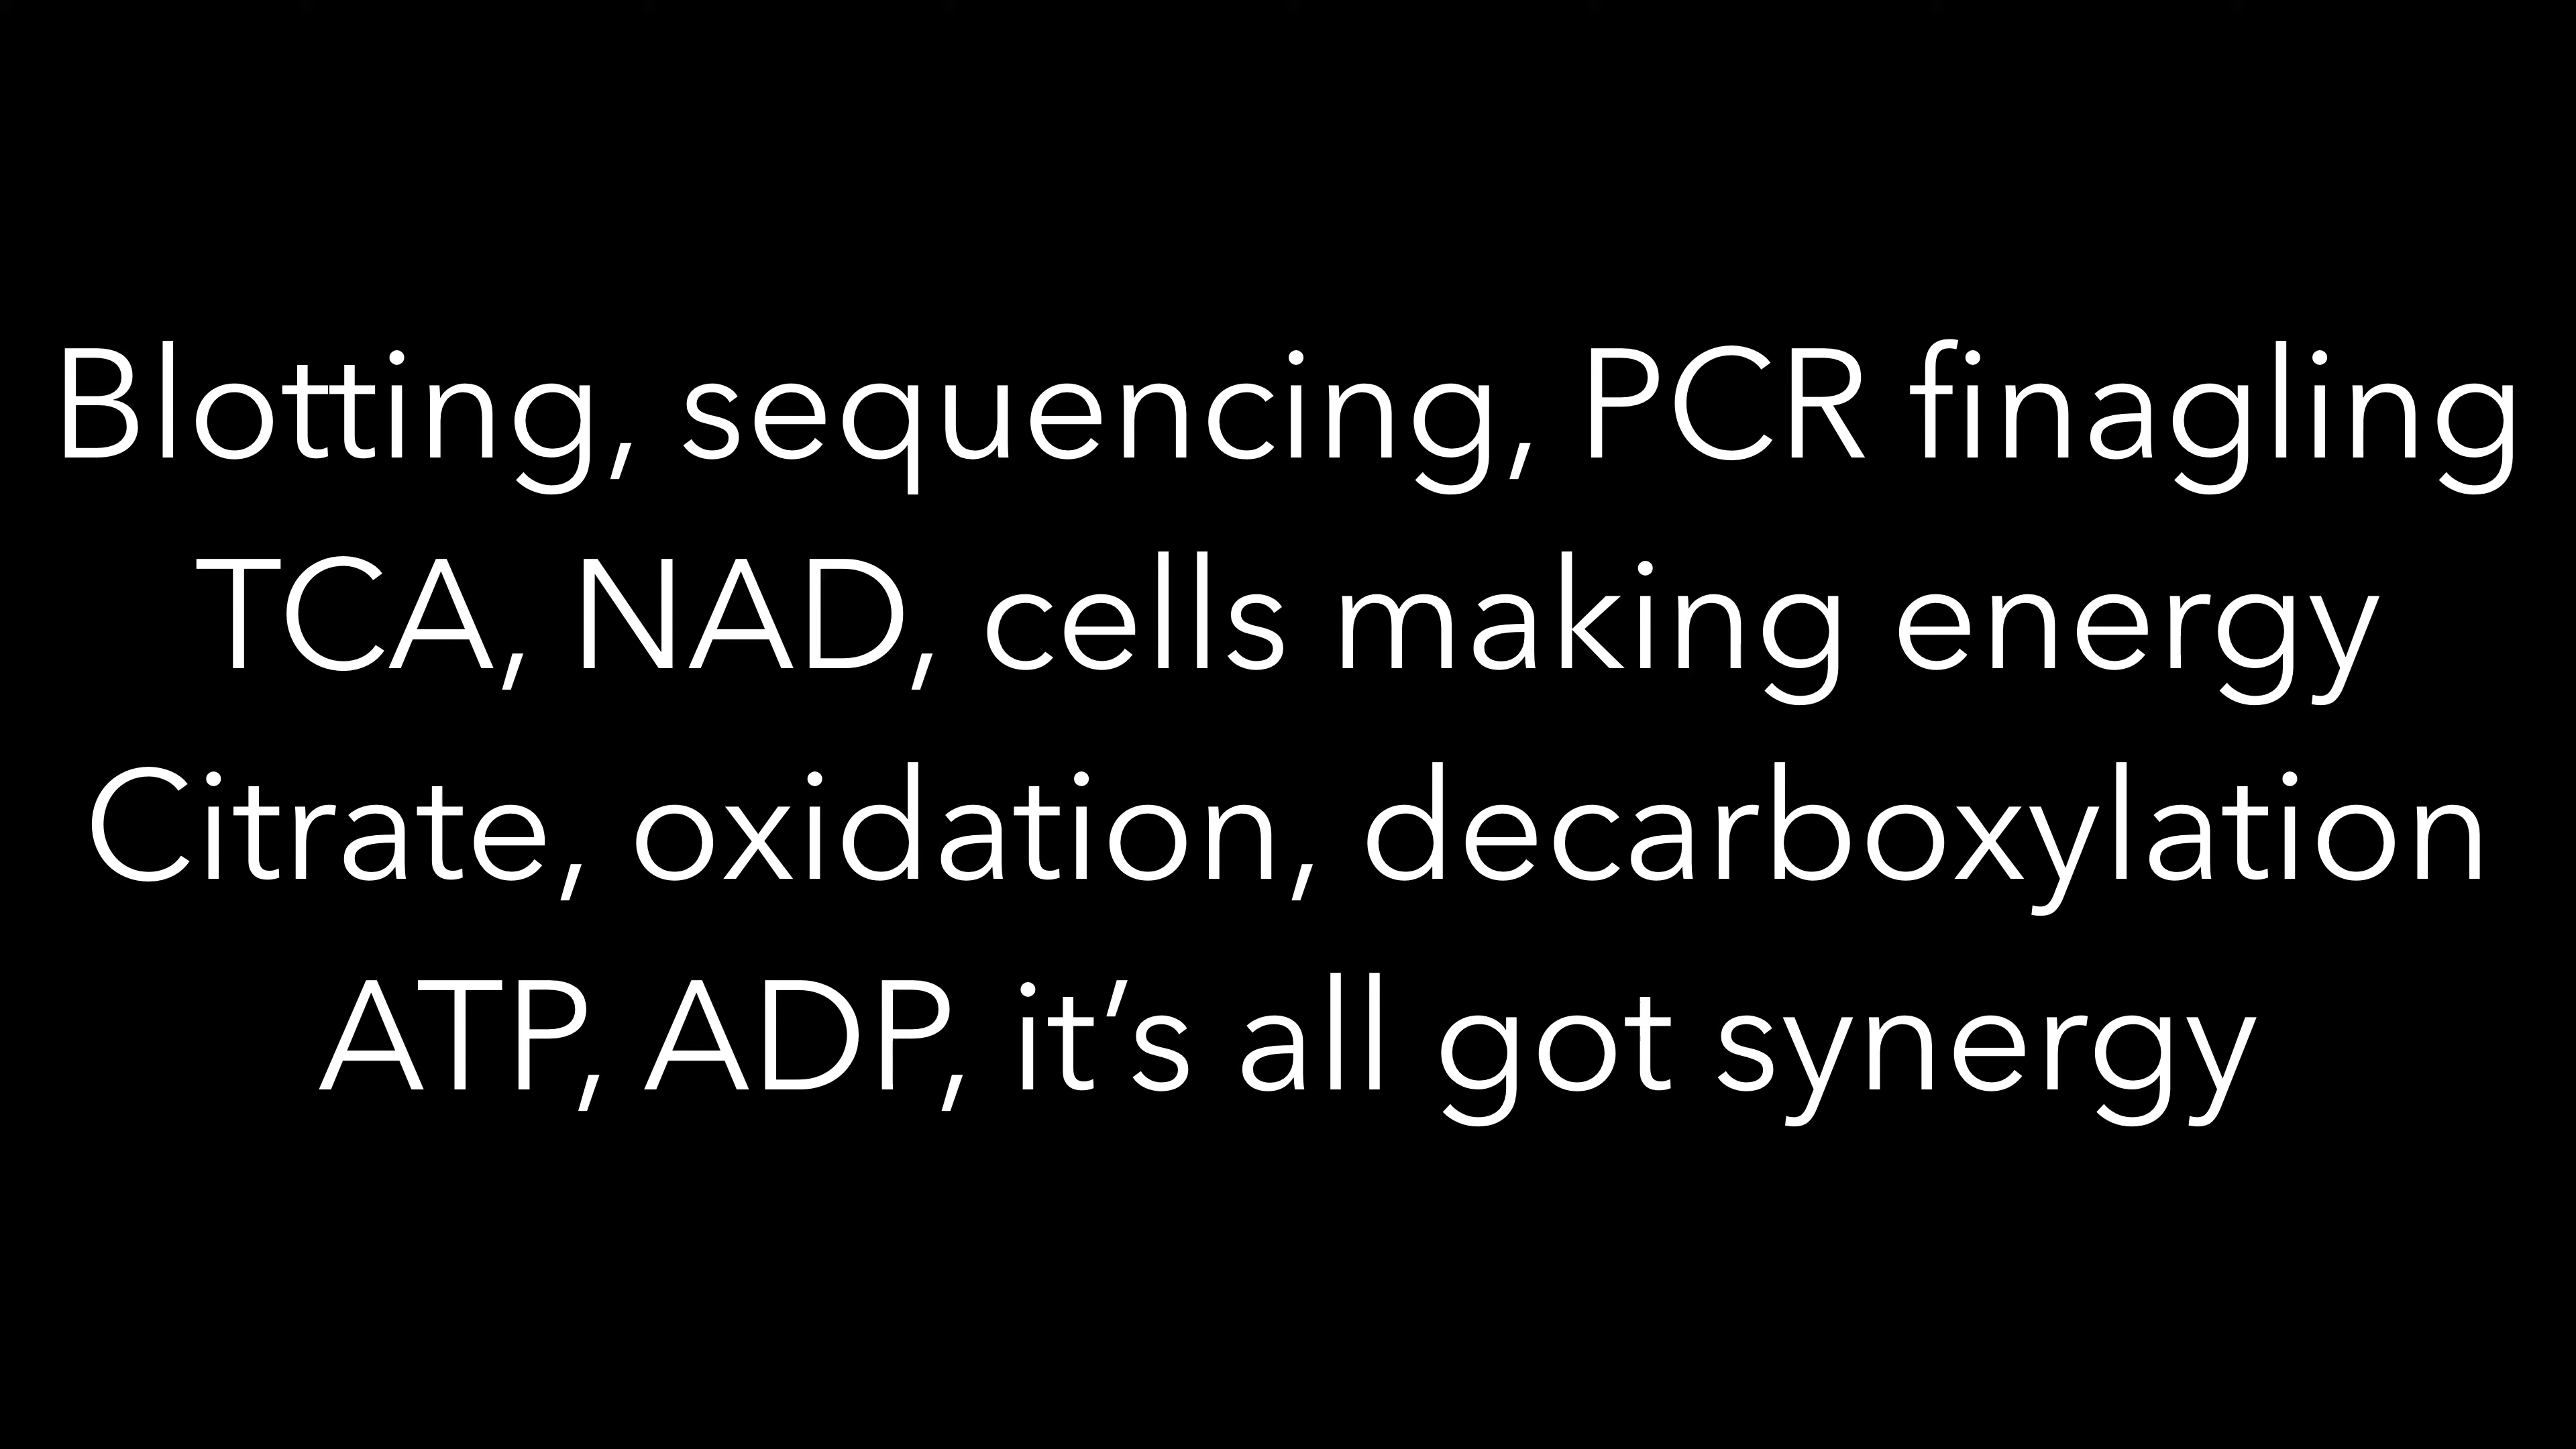 Blotting, sequencing, PCR finagling
TCA, NAD, cells making energy
Citrate, oxidation, decarboxylation
ATP, ADP, it’s all got synergy